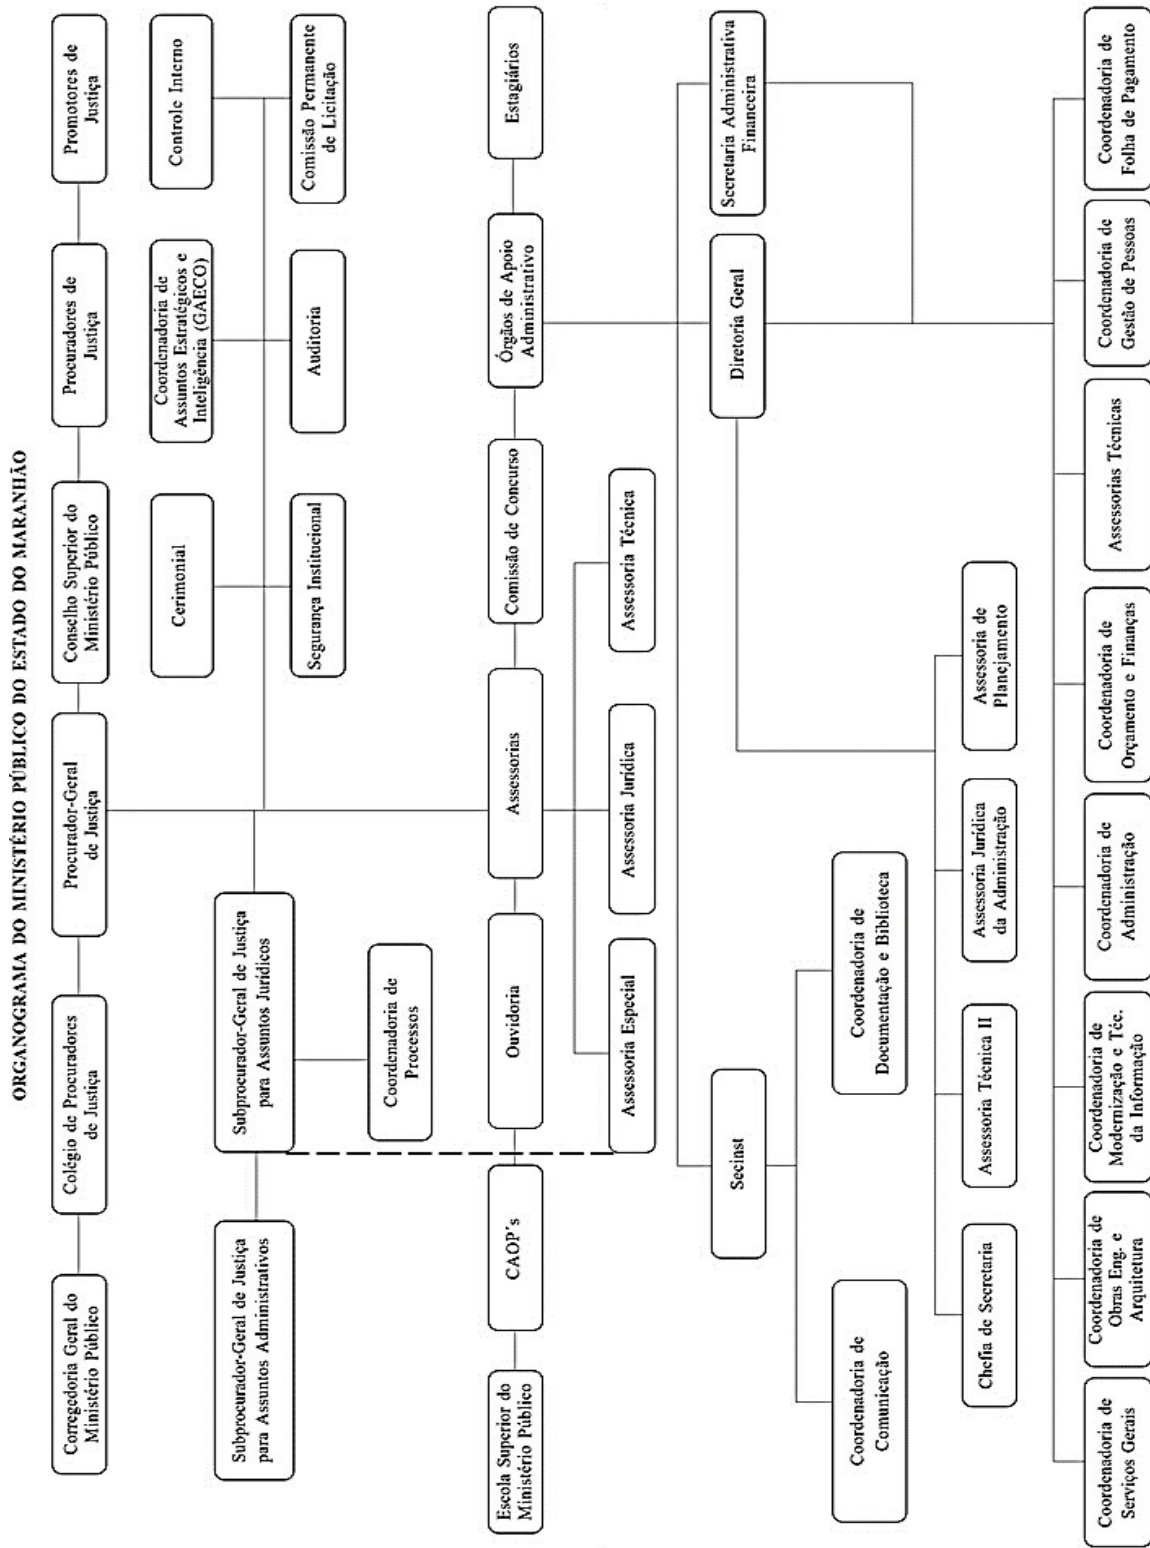 ORGANOGRAMA DO MINISTÉRIO PÚBLICO DO ESTADO DO MARANHÃO
Corregedoria Geral do
Ministério Público
Colégio de Procuradores
de Justiça
Procurador-Geral
de Justiça
Conselho Superior do
Ministério Público
Procuradores de
Justiça
Promotores de
Justiça
Cerimonial
Coordenadoria de
Assuntos Estratégicos e
Inteligência (GAECO)
Controle Interno
Subprocurador-Geral de Justiça
para Assuntos Administrativos
Subprocurador-Geral de Justiça
para Assuntos Jurídicos
Segurança Institucional
Auditoria
Comissão Permanente
de Licitação
Coordenadoria de
Processos
Escola Superior do
Ministério Público
CAOP´s
Ouvidoria
Assessorias
Comissão de Concurso
Órgãos de Apoio
Administrativo
Estagiários
Assessoria Especial
Assessoria Jurídica
Assessoria Técnica
Secinst
Diretoria Geral
Secretaria Administrativa
Financeira
Coordenadoria de
Comunicação
Coordenadoria de
Documentação e Biblioteca
Chefia de Secretaria
Assessoria Técnica II
Assessoria Jurídica
da Administração
Assessoria de
Planejamento
Coordenadoria de
Serviços Gerais
Coordenadoria de
Obras Eng. e
Arquitetura
Coordenadoria de
Modernização e Téc.
da Informação
Coordenadoria de
Administração
Coordenadoria de
Orçamento e Finanças
Assessorias Técnicas
Coordenadoria de
Gestão de Pessoas
Coordenadoria de
Folha de Pagamento